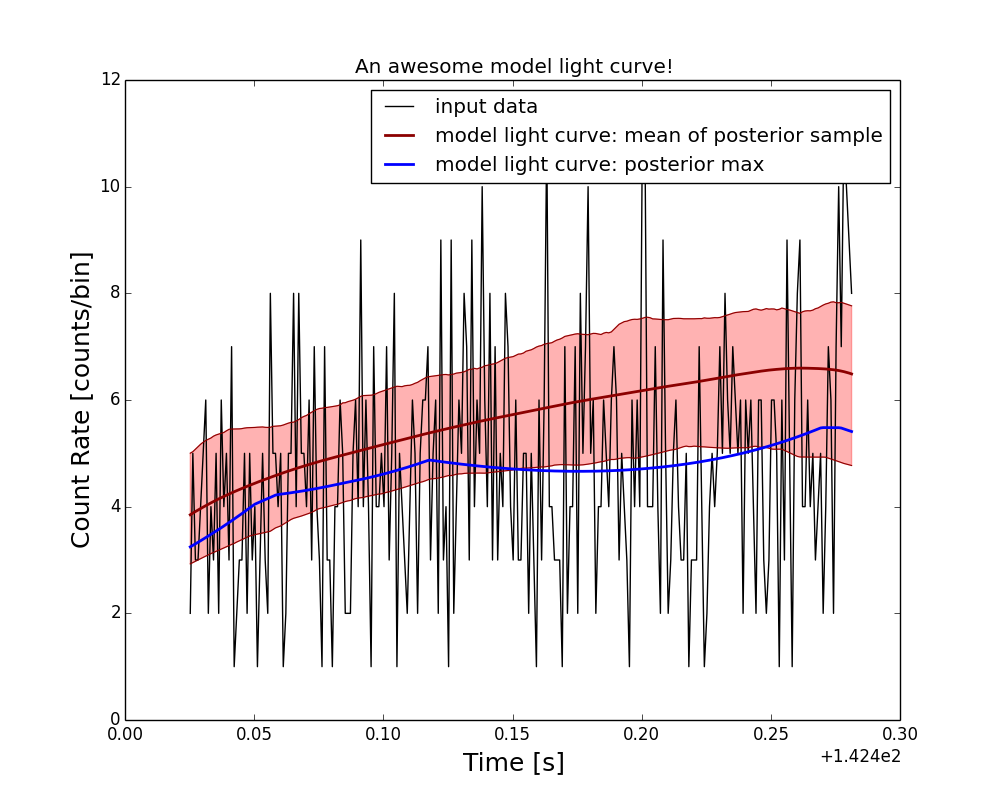 An awesome model light curve!
12
10
8
6
4
2
0
Count Rate [counts/bin]
input data
model light curve: mean of posterior sample
model light curve: posterior max
0.00 0.05 0.10 0.15 0.20 0.25 0.30
Time [s]
+1.424e2